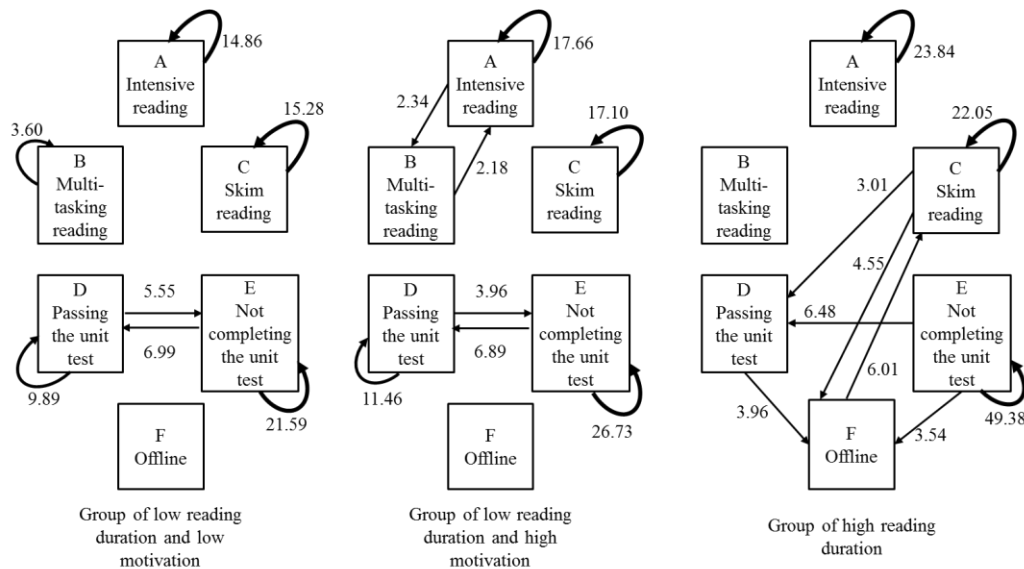 14.86
A
Intensive
reading
15.28
3.60
B
Multi-
tasking
reading
C
Skim
reading
D
Passing
the unit
test
5.55
6.99
E
Not
completing
the unit
test
9.89
21.59
F
Offline
Group of low reading
duration and low
motivation
17.66
A
Intensive
reading
2.34
2.18
17.10
B
Multi-
tasking
reading
C
Skim
reading
D
Passing
the unit
test
3.96
6.89
E
Not
completing
the unit
test
11.46
26.73
F
Offline
Group of low reading
duration and high
motivation
23.84
A
Intensive
reading
22.05
B
Multi-
tasking
reading
C
Skim
reading
3.01
4.55
D
Passing
the unit
test
6.48
6.01
E
Not
completing
the unit
test
3.96
3.54
49.38
F
Offline
Group of high reading
duration